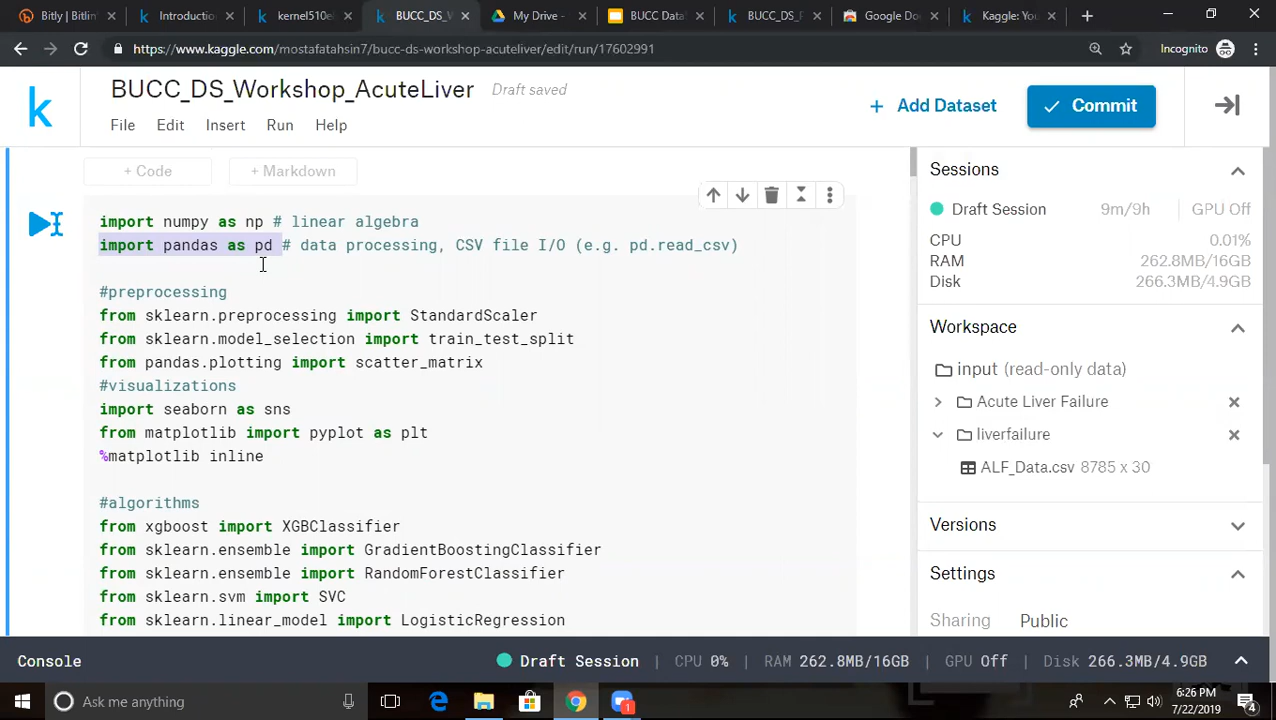 Bitly | Bitlin
Introduction
kernel510e
BUCC_DS_W
My Drive -
BUCC Data
BUCC_DS_P
Google Do
Kaggle: You
https://www.kaggle.com/mostafatahsin7/bucc-ds-workshop-acuteliver/edit/run/17602991
Incognito
k
BUCC_DS_Workshop_AcuteLiver
Draft saved
+ Add Dataset
Commit
File Edit Insert Run Help
+ Code + Markdown
import numpy as np # linear algebra
import pandas as pd # data processing, CSV file I/O (e.g. pd.read_csv)
#preprocessing
from sklearn.preprocessing import StandardScaler
from sklearn.model_selection import train_test_split
from pandas.plotting import scatter_matrix
#visualizations
import seaborn as sns
from matplotlib import pyplot as plt
%matplotlib inline
#algorithms
from xgboost import XGBClassifier
from sklearn.ensemble import GradientBoostingClassifier
from sklearn.ensemble import RandomForestClassifier
from sklearn.svm import SVC
from sklearn.linear_model import LogisticRegression
Sessions
Draft Session 9m/9h GPU Off
CPU 0.01%
RAM 262.8MB/16GB
Disk 266.3MB/4.9GB
Workspace
input (read-only data)
Acute Liver Failure
liverfailure
ALF_Data.csv 8785 x 30
Versions
Settings
Sharing Public
Console
Draft Session | CPU 0% | RAM 262.8MB/16GB | GPU Off | Disk 266.3MB/4.9GB
Ask me anything
1
6:26 PM
7/22/2019
4